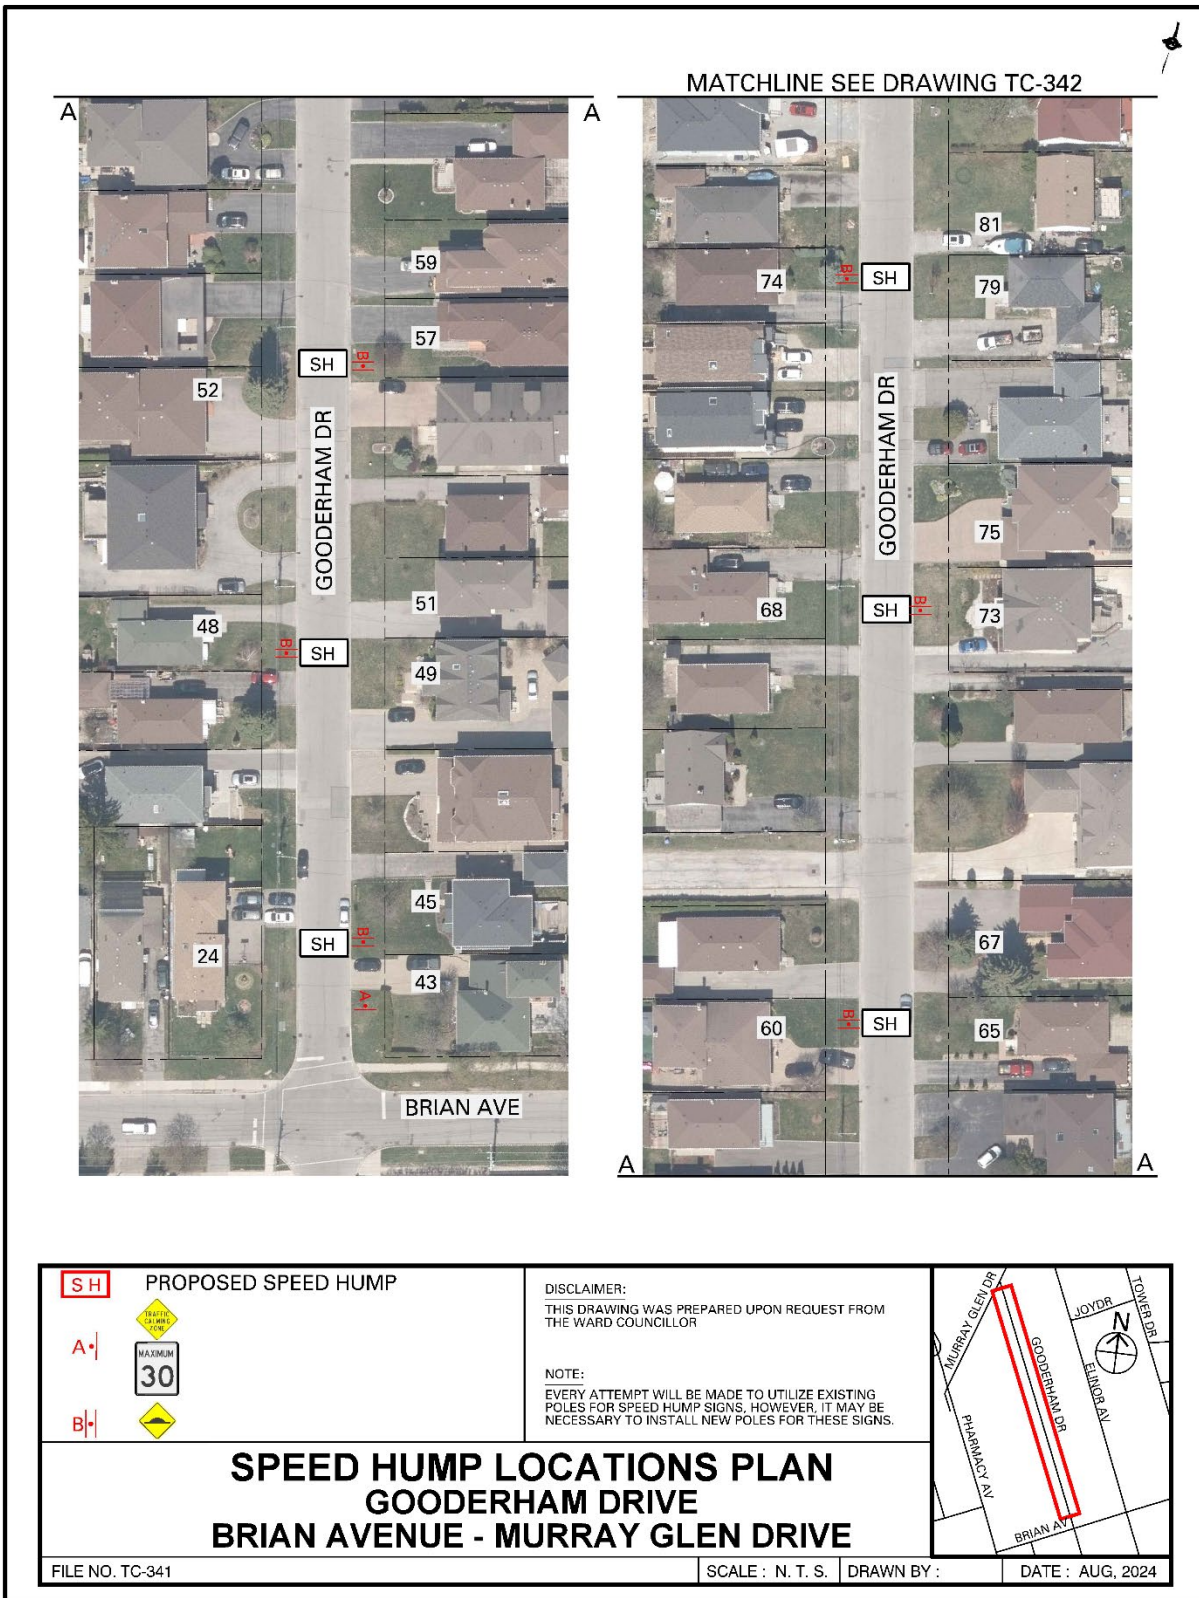 MATCHLINE SEE DRAWING TC-342
A
A
59
57
SH
B
52
GOODERHAM DR
51
48
B
SH
49
45
SH
B
24
43
A
BRIAN AVE
81
74
B
SH
79
GOODERHAM DR
75
68
SH
B
73
67
60
B
SH
65
A
A
SH
PROPOSED SPEED HUMP
TRAFFIC
CALMING
ZONE
A
MAXIMUM
30
B
DISCLAIMER:
THIS DRAWING WAS PREPARED UPON REQUEST FROM
THE WARD COUNCILLOR
NOTE:
EVERY ATTEMPT WILL BE MADE TO UTILIZE EXISTING
POLES FOR SPEED HUMP SIGNS, HOWEVER, IT MAY BE
NECESSARY TO INSTALL NEW POLES FOR THESE SIGNS.
MURRAY GLEN DR
JOYDR
TOWER DR
N
GOODERHAM DR
ELINOR AV
PHARMACY AV
BRIAN AV
SPEED HUMP LOCATIONS PLAN
GOODERHAM DRIVE
BRIAN AVENUE - MURRAY GLEN DRIVE
FILE NO. TC-341
SCALE : N. T. S.
DRAWN BY :
DATE : AUG, 2024